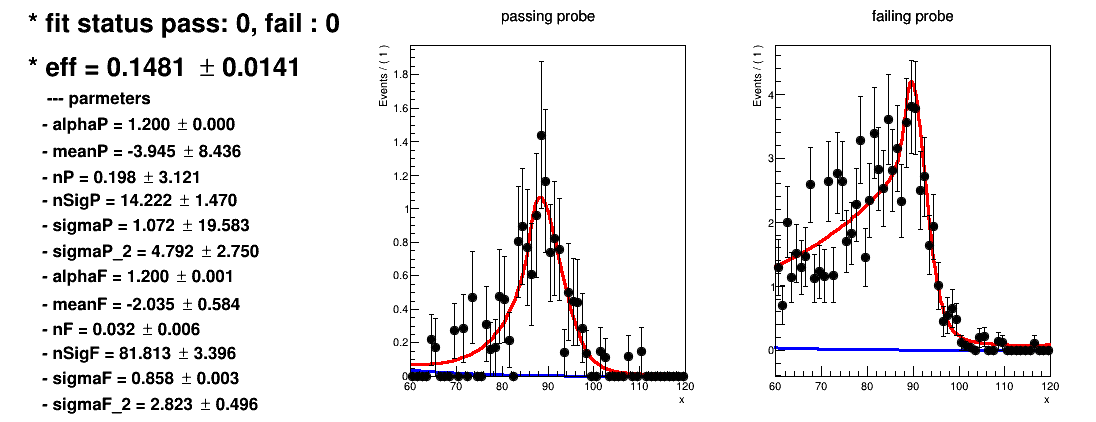 * fit status pass: 0, fail : 0
* eff = 0.1481 ± 0.0141
--- parmeters
- alphaP = 1.200 ± 0.000
- meanP = -3.945 ± 8.436
- nP = 0.198 ± 3.121
- nSigP = 14.222 ± 1.470
- sigmaP = 1.072 ± 19.583
- sigmaP_2 = 4.792 ± 2.750
- alphaF = 1.200 ± 0.001
- meanF = -2.035 ± 0.584
- nF = 0.032 ± 0.006
- nSigF = 81.813 ± 3.396
- sigmaF = 0.858 ± 0.003
- sigmaF_2 = 2.823 ± 0.496
passing probe
Events / ( 1 )
1.8
1.6
1.4
1.2
1
0.8
0.6
0.4
0.2
0
60 70 80 90 100 110 120
x
failing probe
Events / ( 1 )
4
3
2
1
0
60 70 80 90 100 110 120
x